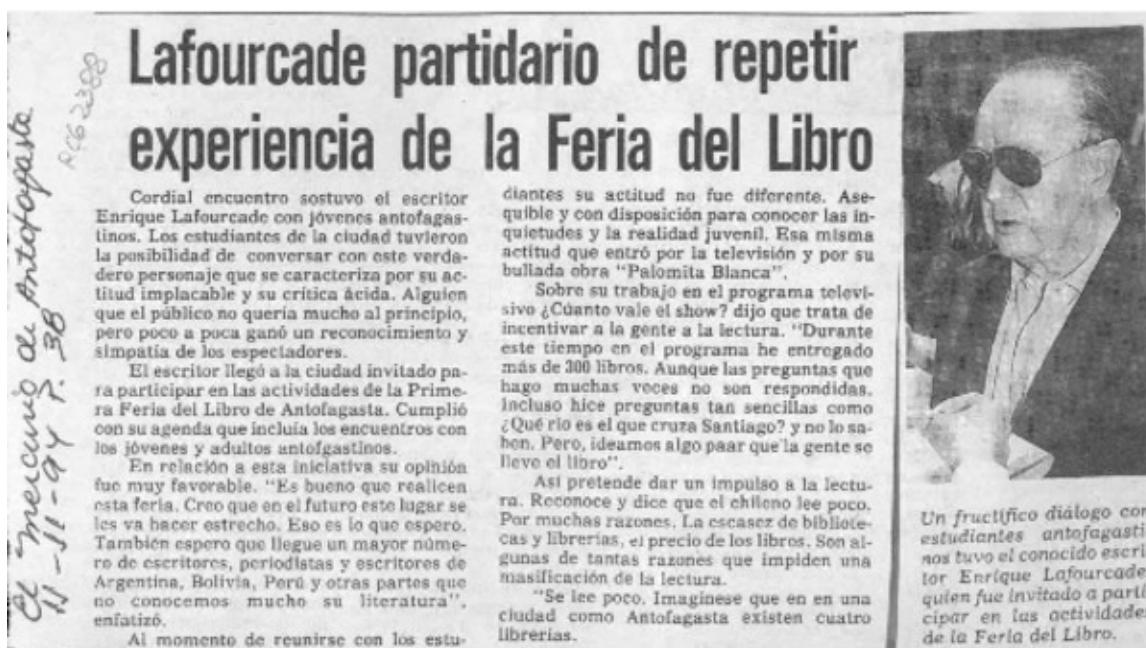 Lafourcade partidario de repetir
experiencia de la Feria del Libro
Cordial encuentro sostuvo el escritor
Enrique Lafourcade con jóvenes antofagas-
tinos. Los estudiantes de la ciudad tuvieron
la posibilidad de conversar con este verda-
dero personaje que se caracteriza por su ac-
titud implacable y su crítica ácida. Alguien
que el público no quería mucho al principio,
pero poco a poca ganó un reconocimiento y
simpatía de los espectadores.
El escritor llegó a la ciudad invitado pa-
ra participar en las actividades de la Prime-
ra Feria del Libro de Antofagasta. Cumplió
con su agenda que incluía los encuentros con
los jóvenes y adultos antofgastinos.
En relación a esta iniciativa su opinión
fue muy favorable. "Es bueno que realicen
esta feria. Creo que en el futuro este lugar se
les va hacer estrecho. Eso es lo que espero.
También espero que llegue un mayor núme-
ro de escritores, periodistas y escritores de
Argentina, Bolivia, Perú y otras partes que
no conocemos mucho su literatura",
enfatizó.
Al momento de reunirse con los estu-
diantes su actitud no fue diferente. Ase-
quible y con disposición para conocer las in-
quietudes y la realidad juvenil. Esa misma
actitud que entró por la televisión y por su
bullada obra "Palomita Blanca".
Sobre su trabajo en el programa televi-
sivo ¿Cúanto vale el show? dijo que trata de
incentivar a la gente a la lectura. "Durante
este tiempo en el programa he entregado
más de 300 libros. Aunque las preguntas que
hago muchas veces no son respondidas.
Incluso hice preguntas tan sencillas como
¿Qué río es el que cruza Santiago? y no lo sa-
ben. Pero, ideamos algo paar que la gente se
lleve el libro".
Así pretende dar un impulso a la lectu-
ra. Reconoce y dice que el chileno lee poco.
Por muchas razones. La escasez de bibliote-
cas y librerías, el precio de los libros. Son al-
gunas de tantas razones que impiden una
masificación de la lectura.
"Se lee poco. Imagínese que en en una
ciudad como Antofagasta existen cuatro
librerías.
Un fructífico diálogo con
estudiantes antofagasti-
nos tuvo el conocido escri-
tor Enrique Lafourcade,
quien fue invitado a parti-
cipar en las actividades
de la Feria del Libro.
El Mercurio de Antofagasta
11-11-94 P. 3B